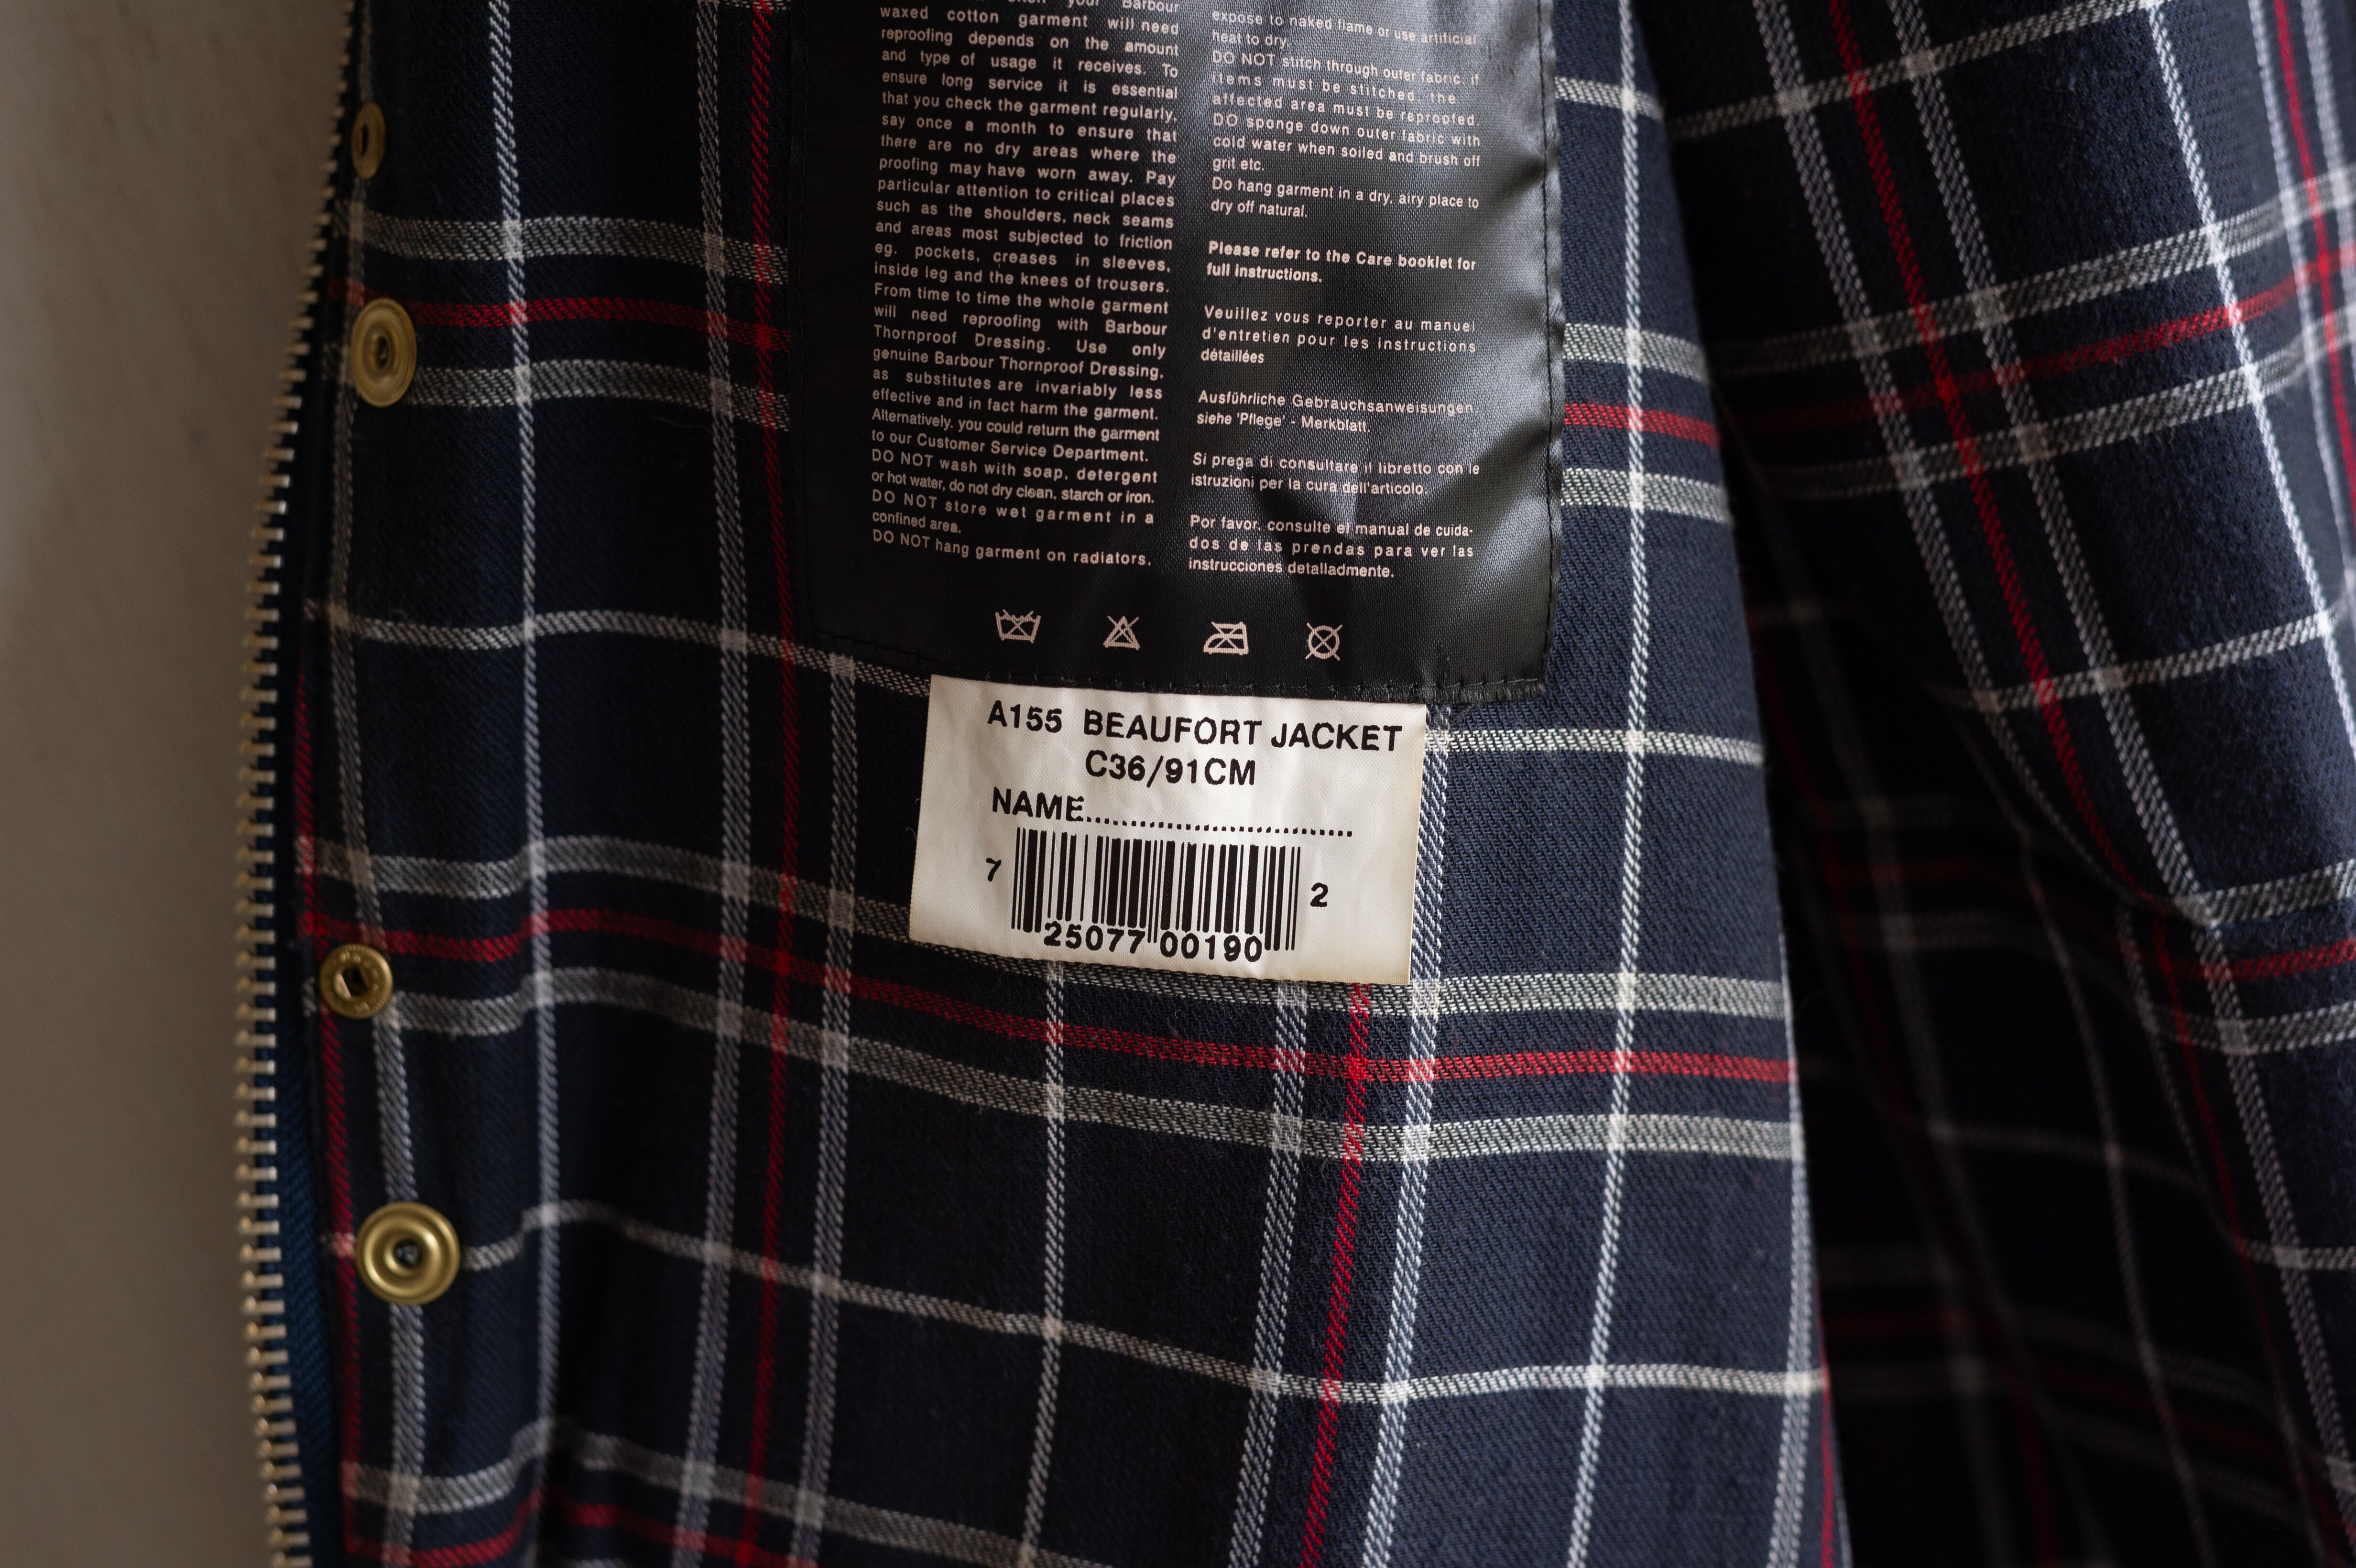 your Barbour
waxed cotton garment will need
reproofing depends on the amount
and type of usage it receives. To
ensure long service it is essential
that you check the garment regularly,
say once a month to ensure that
there are no dry areas where the
proofing may have worn away. Pay
particular attention to critical places
such as the shoulders, neck seams
and areas most subjected to friction
eg. pockets, creases in sleeves,
inside leg and the knees of trousers.
From time to time the whole garment
will need reproofing with Barbour
Thornproof Dressing. Use only
genuine Barbour Thornproof Dressing,
as substitutes are invariably less
effective and in fact harm the garment.
Alternatively, you could return the garment
to our Customer Service Department.
DO NOT wash with soap, detergent
or hot water, do not dry clean, starch or iron.
DO NOT store wet garment in a
confined area.
DO NOT hang garment on radiators,
expose to naked flame or use artificial
heat to dry.
DO NOT stitch through outer fabric, if
items must be stitched, the
affected area must be reproofed.
DO sponge down outer fabric with
cold water when soiled and brush off
grit etc.
Do hang garment in a dry, airy place to
dry off natural.
Please refer to the Care booklet for
full instructions.
Veuillez vous reporter au manuel
d'entretien pour les instructions
détaillées
Ausführliche Gebrauchsanweisungen,
siehe 'Pflege' - Merkblatt.
Si prega di consultare il libretto con le
istruzioni per la cura dell'articolo.
Por favor, consulte el manual de cuida-
dos de las prendas para ver las
instrucciones detalladmente.
A155 BEAUFORT JACKET
C36/91CM
NAME..............................
7 25077 00190 2